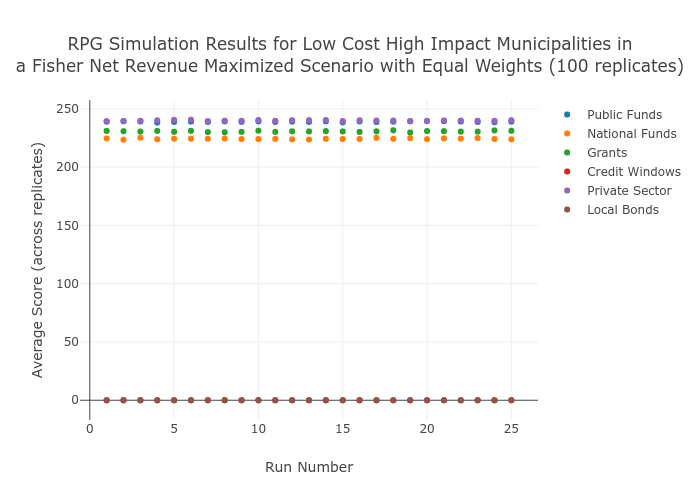 RPG Simulation Results for Low Cost High Impact Municipalities in
a Fisher Net Revenue Maximized Scenario with Equal Weights (100 replicates)
Average Score (across replicates)
250
200
150
100
50
0
0 5 10 15 20 25
Run Number
Public Funds
National Funds
Grants
Credit Windows
Private Sector
Local Bonds